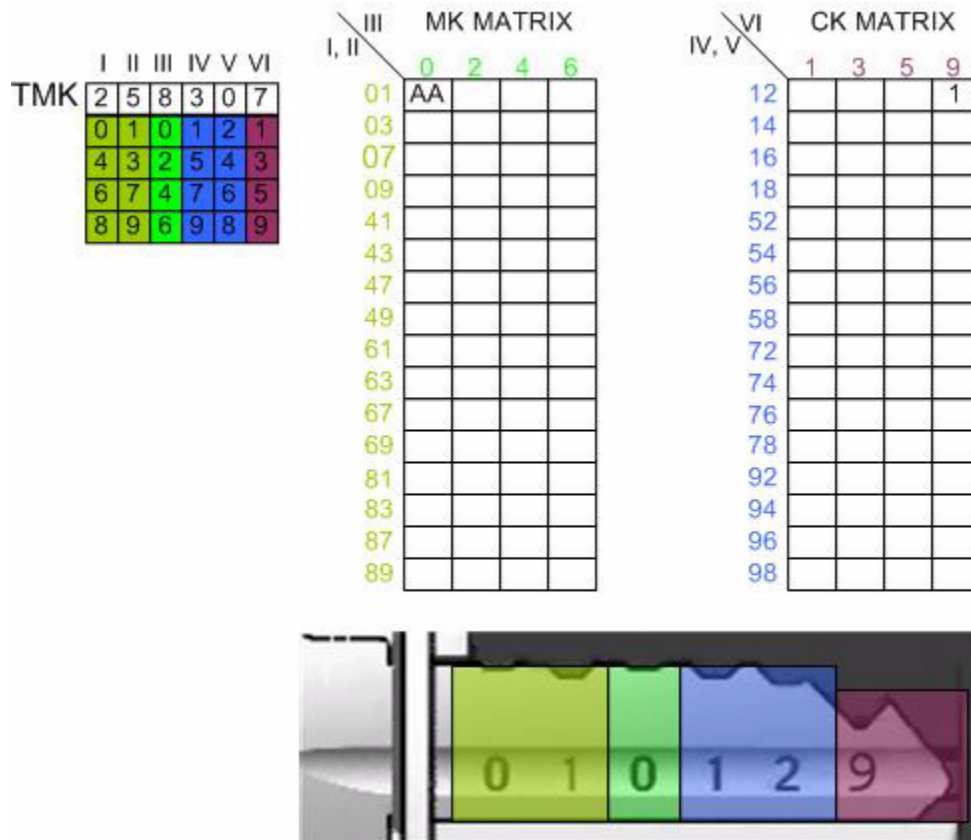 III MK MATRIX
I, II
0 2 4 6
VI CK MATRIX
IV, V
1 3 5 9
I II III IV V VI
TMK 2 5 8 3 0 7
0 1 0 1 2 1
4 3 2 5 4 3
6 7 4 7 6 5
8 9 6 9 8 9
01 AA
03
07
09
41
43
47
49
61
63
67
69
81
83
87
89
12 1
14
16
18
52
54
56
58
72
74
76
78
92
94
96
98
0 1 0 1 2 9